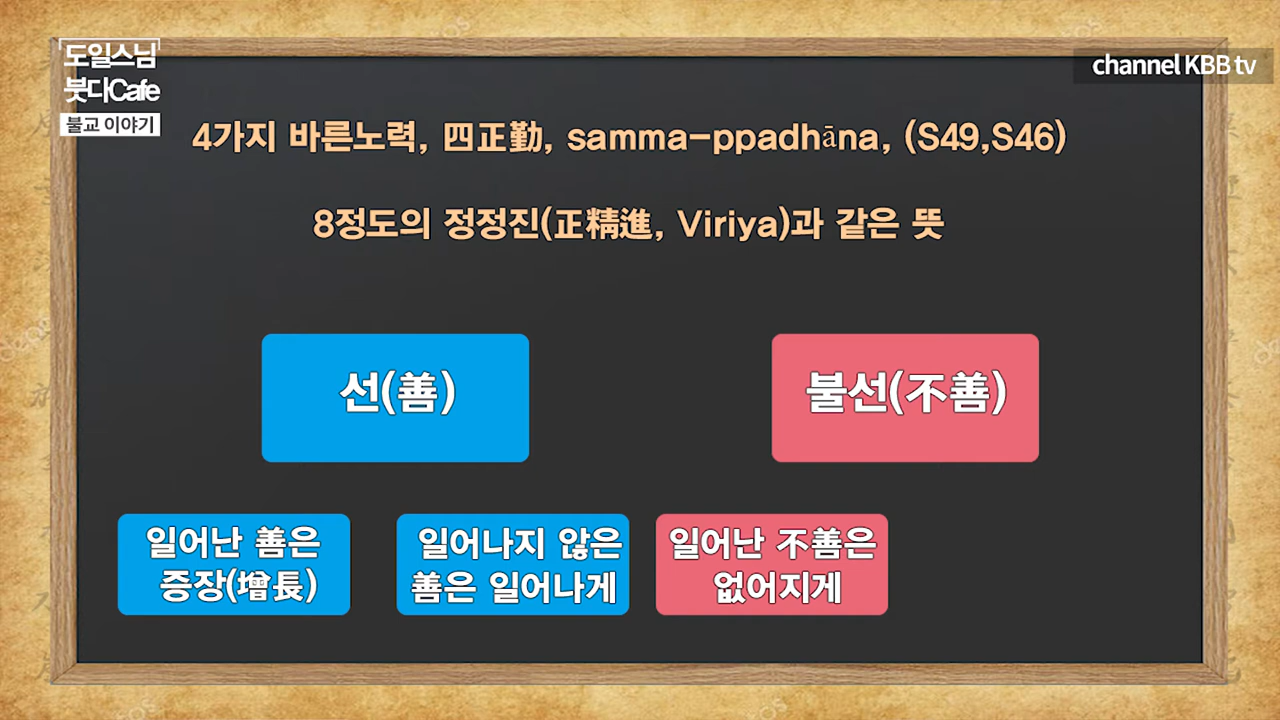 도일스님
붓다Cafe
불교 이야기
channel KBB tv
4가지 바른노력, 四正勤, samma-ppadhāna, (S49,S46)
8정도의 정정진(正精進, Viriya)과 같은 뜻
선(善)
불선(不善)
일어난 善은
증장(增長)
일어나지 않은
善은 일어나게
일어난 不善은
없어지게